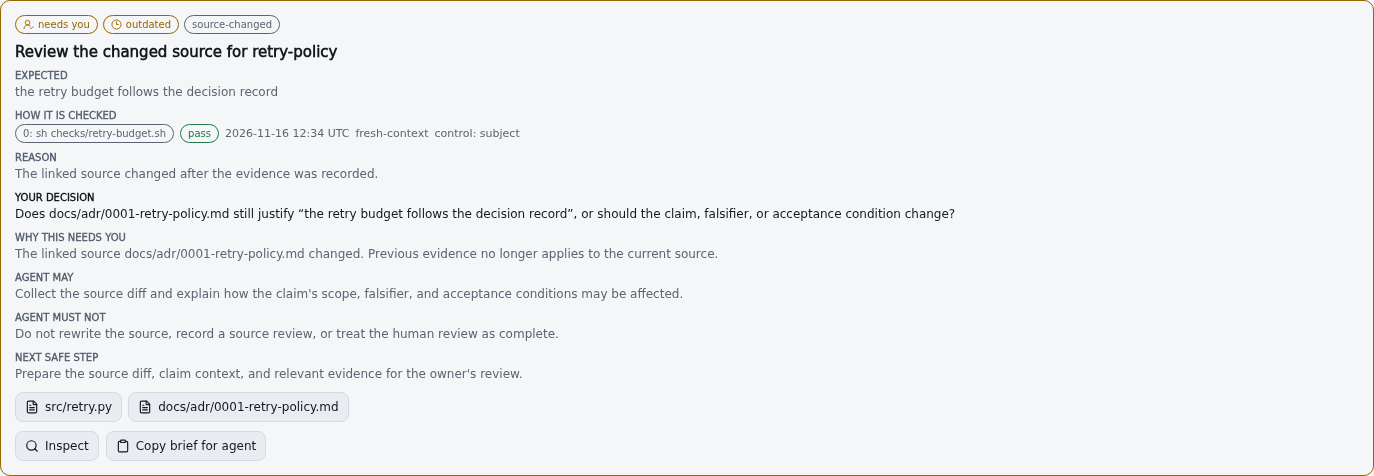 needs you outdated source-changed
Review the changed source for retry-policy
EXPECTED
the retry budget follows the decision record
HOW IT IS CHECKED
0: sh checks/retry-budget.sh pass 2026-11-16 12:34 UTC fresh-context control: subject
REASON
The linked source changed after the evidence was recorded.
YOUR DECISION
Does docs/adr/0001-retry-policy.md still justify “the retry budget follows the decision record”, or should the claim, falsifier, or acceptance condition change?
WHY THIS NEEDS YOU
The linked source docs/adr/0001-retry-policy.md changed. Previous evidence no longer applies to the current source.
AGENT MAY
Collect the source diff and explain how the claim's scope, falsifier, and acceptance conditions may be affected.
AGENT MUST NOT
Do not rewrite the source, record a source review, or treat the human review as complete.
NEXT SAFE STEP
Prepare the source diff, claim context, and relevant evidence for the owner's review.
src/retry.py docs/adr/0001-retry-policy.md
Inspect Copy brief for agent